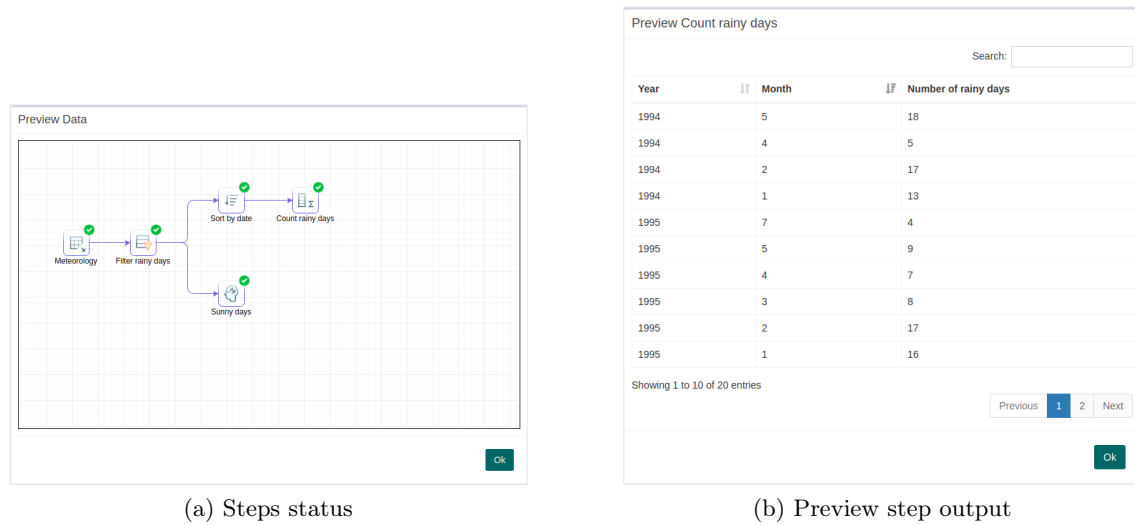 Preview Data
Sort by date
Count rainy days
Meteorology
Filter rainy days
Sunny days
Ok
(a) Steps status
Preview Count rainy days
Search:
Year Month Number of rainy days
1994 5 18
1994 4 5
1994 2 17
1994 1 13
1995 7 4
1995 5 9
1995 4 7
1995 3 8
1995 2 17
1995 1 16
Showing 1 to 10 of 20 entries
Previous 1 2 Next
Ok
(b) Preview step output